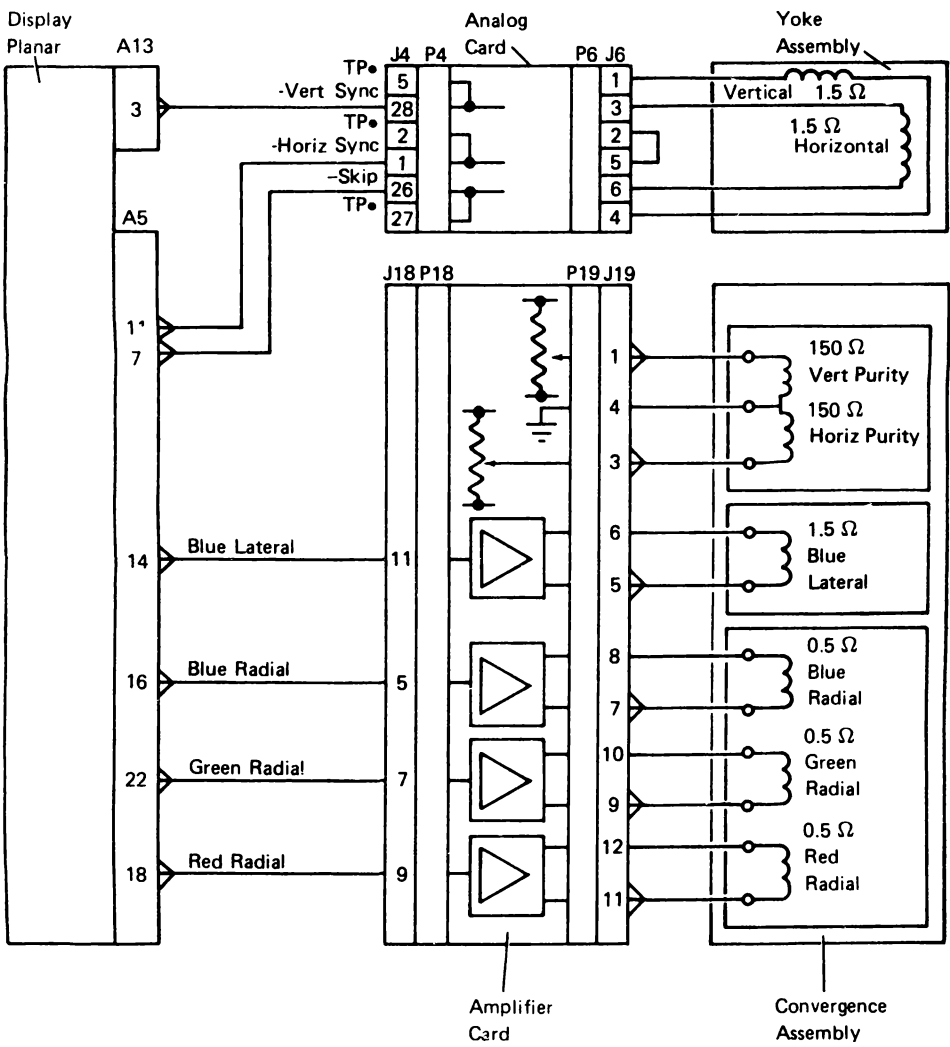 Display
Planar
A13
3
A5
11
7
14
16
22
18
TP●
-Vert Sync
TP●
-Horiz Sync
-Skip
TP●
Analog
Card
J4 P4
P6 J6
5
28
2
1
26
27
1
3
2
5
6
4
Yoke
Assembly
Vertical 1.5 Ω
1.5 Ω
Horizontal
J18 P18
P19 J19
Blue Lateral
11
Blue Radial
5
Green Radial
7
Red Radial
9
1
4
3
6
5
8
7
10
9
12
11
150 Ω
Vert Purity
150 Ω
Horiz Purity
1.5 Ω
Blue
Lateral
0.5 Ω
Blue
Radial
0.5 Ω
Green
Radial
0.5 Ω
Red
Radial
Amplifier
Card
Convergence
Assembly